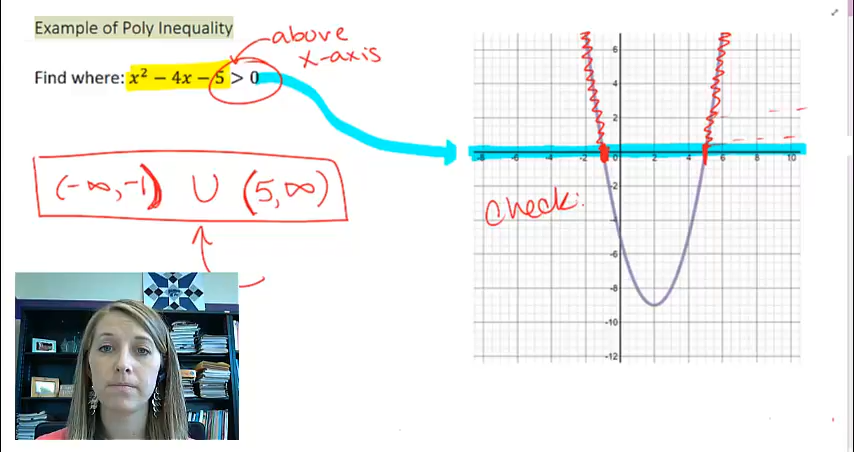 Example of Poly Inequality
above
x-axis
Find where: x² − 4x − 5 > 0
(-∞,-1) ∪ (5,∞)
check:
6
4
2
-8 -6 -4 -2 0 2 4 6 8 10
-2
-4
-6
-8
-10
-12